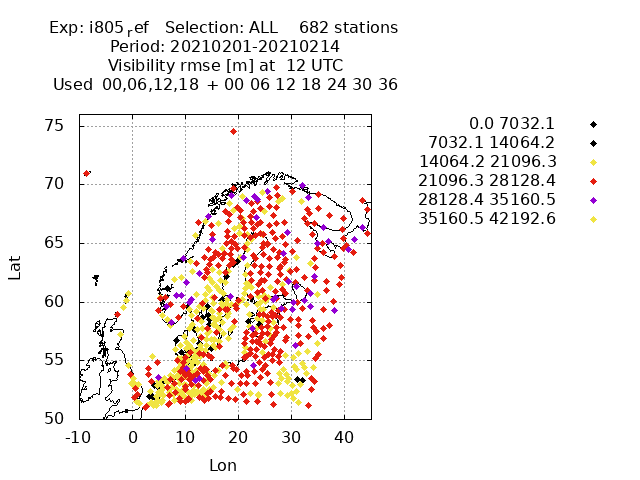 Exp: i805ref   Selection: ALL    682 stations
Period: 20210201-20210214
Visibility rmse [m] at  12 UTC
Used  00,06,12,18  + 00 06 12 18 24 30 36
0.0 7032.1
7032.1 14064.2
14064.2 21096.3
21096.3 28128.4
28128.4 35160.5
35160.5 42192.6
75
70
65
60
55
50
Lat
-10 0 10 20 30 40
Lon